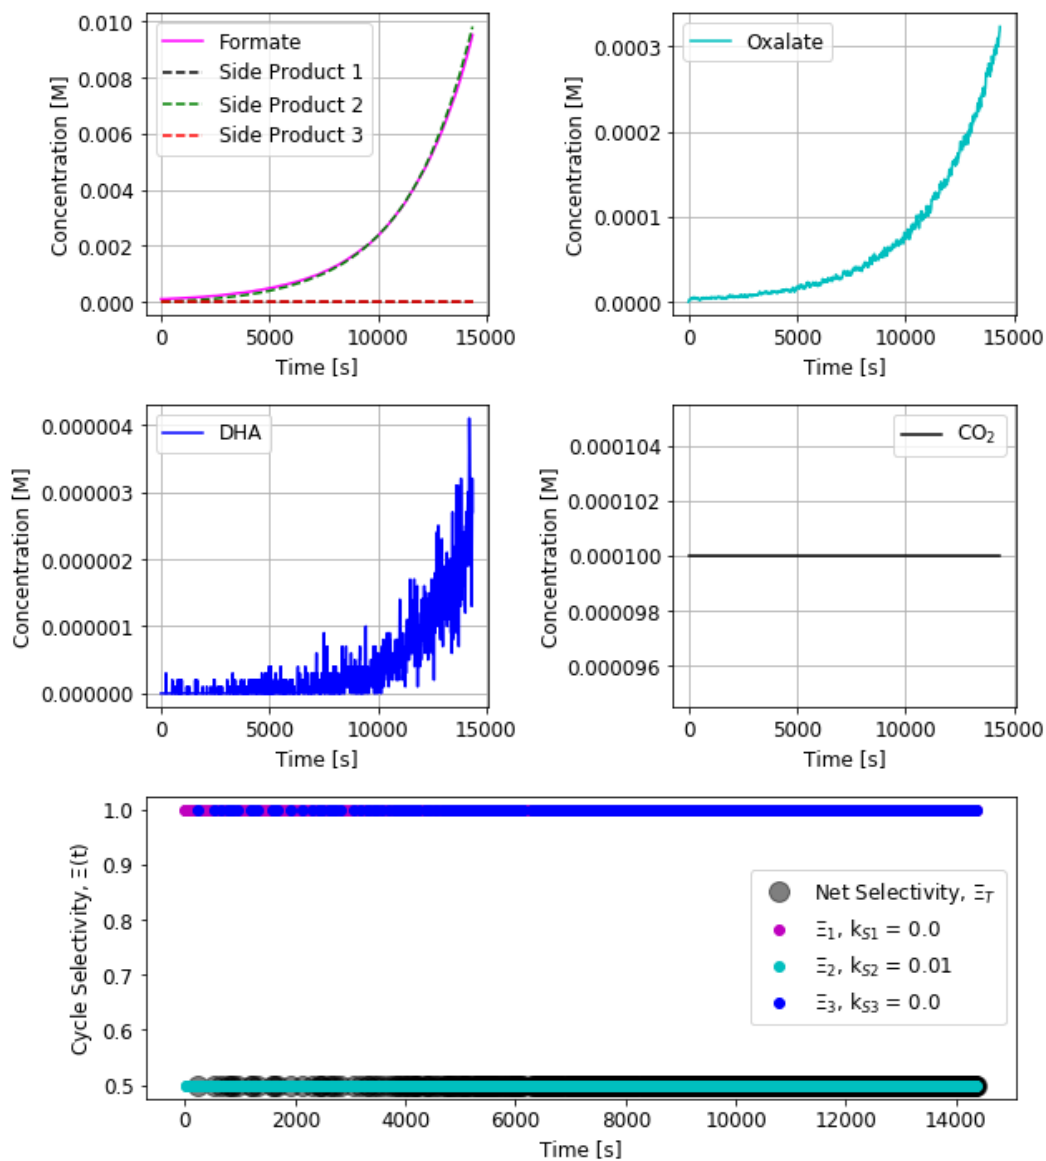 Concentration [M]
0.010
0.008
0.006
0.004
0.002
0.000
Formate
Side Product 1
Side Product 2
Side Product 3
0
5000
10000
15000
Time [s]
Concentration [M]
0.0003
0.0002
0.0001
0.0000
Oxalate
0
5000
10000
15000
Time [s]
Concentration [M]
0.000004
0.000003
0.000002
0.000001
0.000000
DHA
0
5000
10000
15000
Time [s]
Concentration [M]
0.000104
0.000102
0.000100
0.000098
0.000096
CO₂
0
5000
10000
15000
Time [s]
Cycle Selectivity, Ξ(t)
1.0
0.9
0.8
0.7
0.6
0.5
Net Selectivity, Ξ_T
Ξ₁, k_S1 = 0.0
Ξ₂, k_S2 = 0.01
Ξ₃, k_S3 = 0.0
0
2000
4000
6000
8000
10000
12000
14000
Time [s]